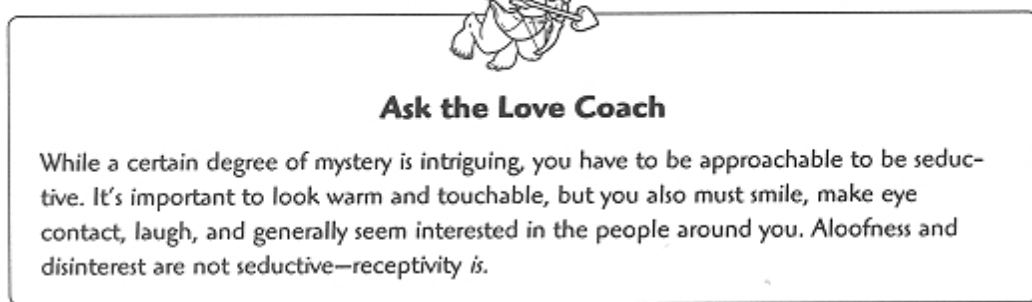 Ask the Love Coach
While a certain degree of mystery is intriguing, you have to be approachable to be seduc-
tive. It's important to look warm and touchable, but you also must smile, make eye
contact, laugh, and generally seem interested in the people around you. Aloofness and
disinterest are not seductive—receptivity is.